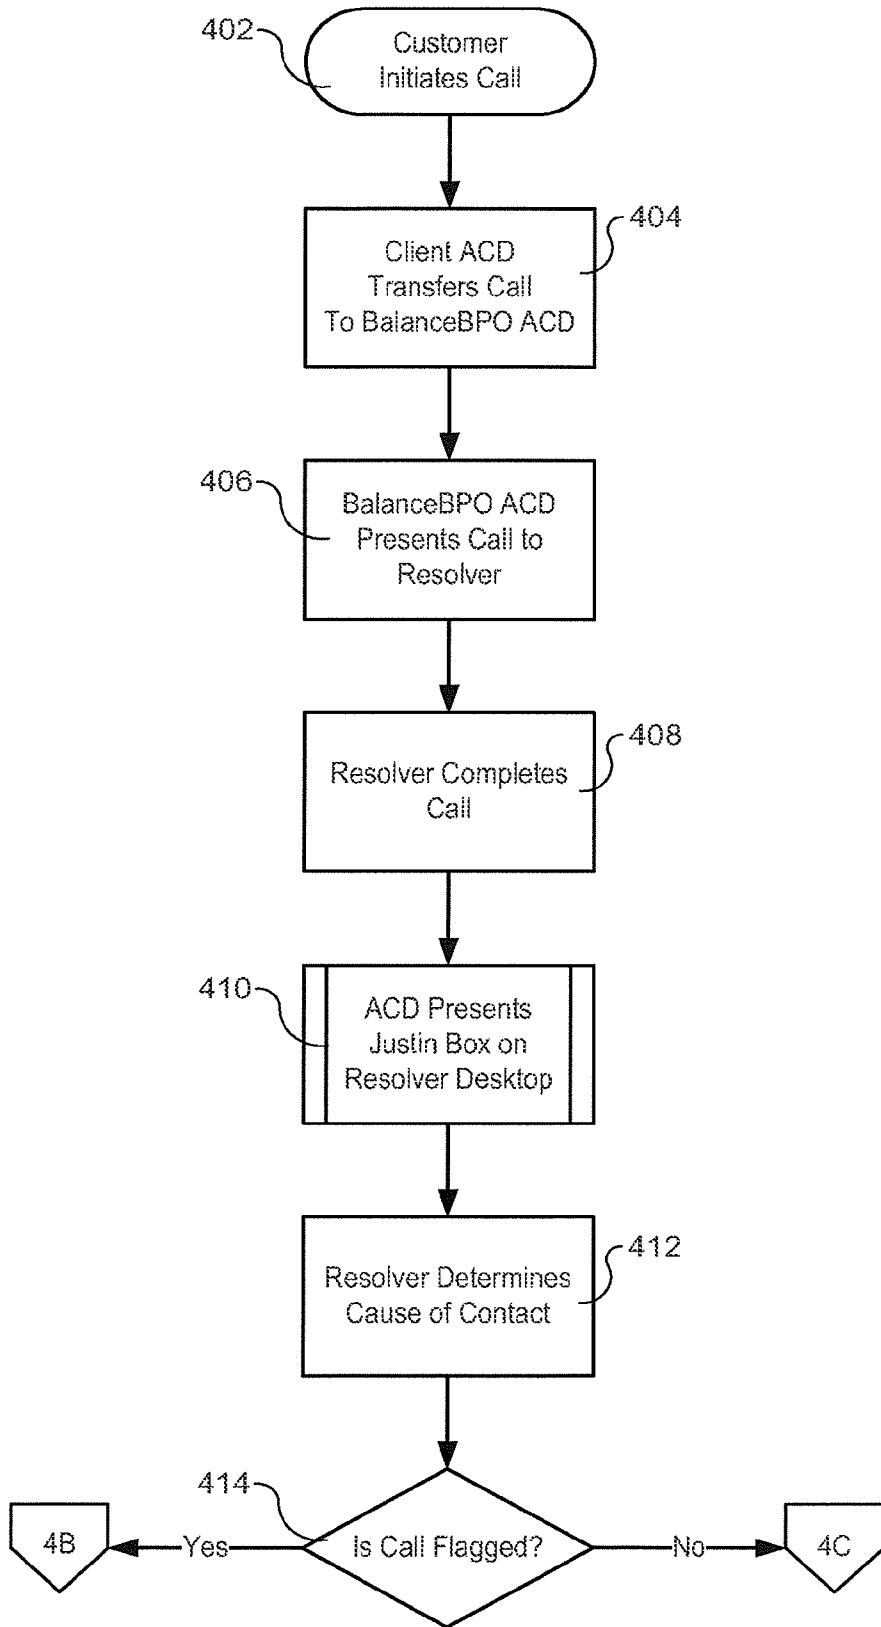 402
Customer
Initiates Call
404
Client ACD
Transfers Call
To BalanceBPO ACD
406
BalanceBPO ACD
Presents Call to
Resolver
408
Resolver Completes
Call
410
ACD Presents
Justin Box on
Resolver Desktop
412
Resolver Determines
Cause of Contact
414
4B
Yes
Is Call Flagged?
No
4C